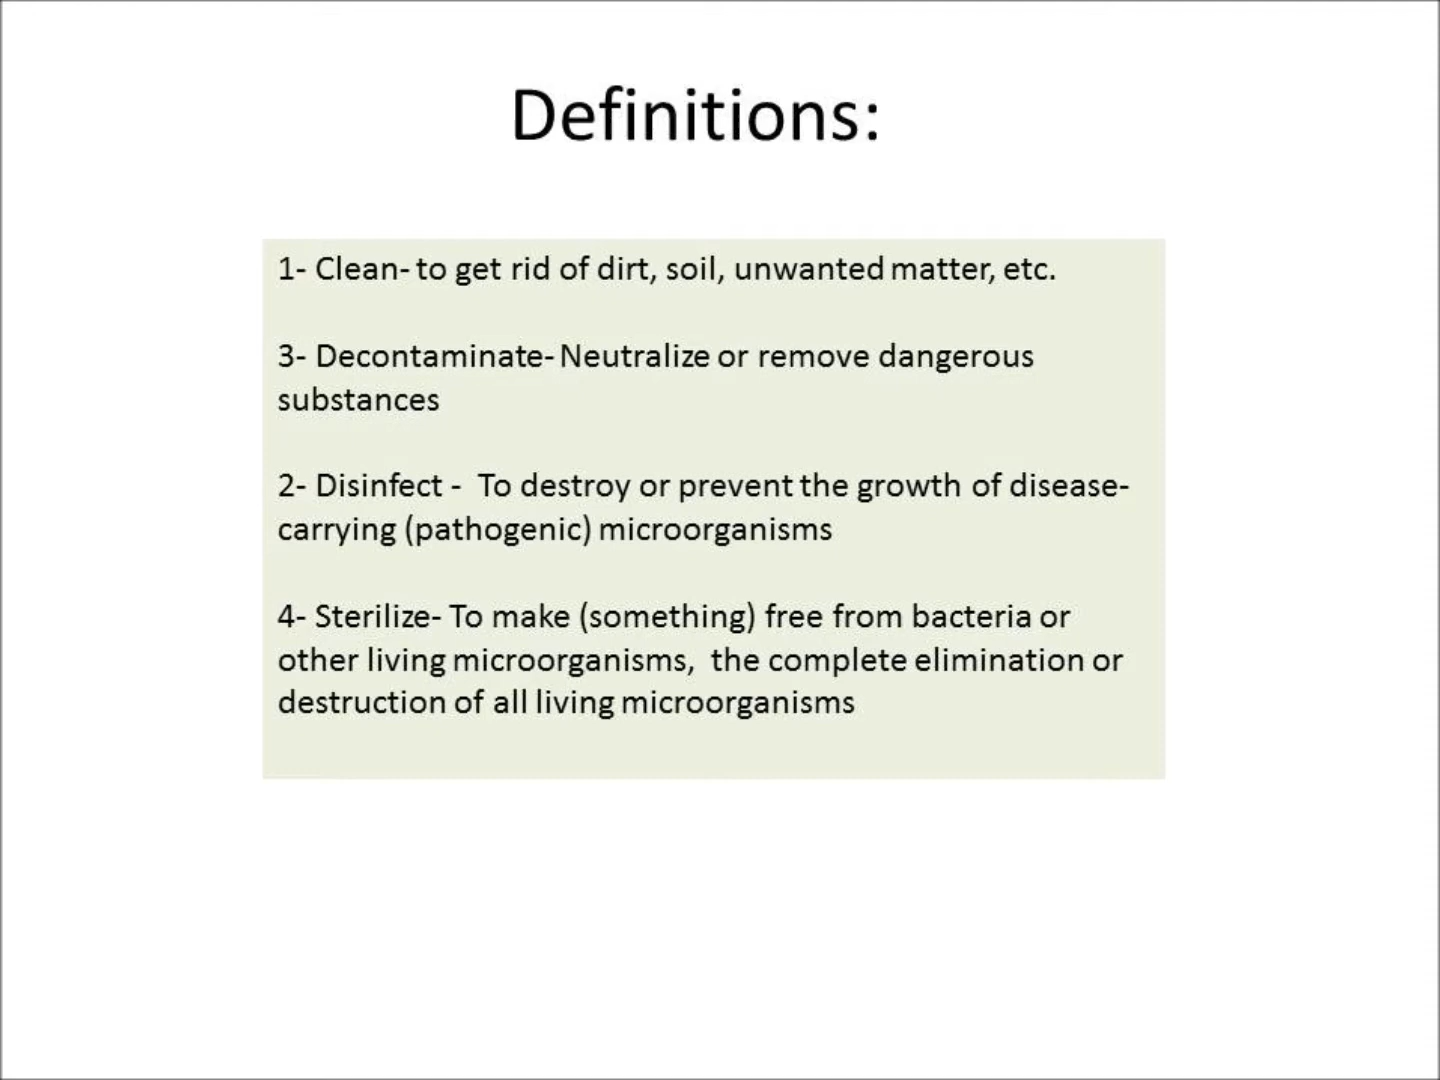 Definitions:
1- Clean- to get rid of dirt, soil, unwanted matter, etc.
3- Decontaminate- Neutralize or remove dangerous
substances
2- Disinfect -  To destroy or prevent the growth of disease-
carrying (pathogenic) microorganisms
4- Sterilize- To make (something) free from bacteria or
other living microorganisms,  the complete elimination or
destruction of all living microorganisms